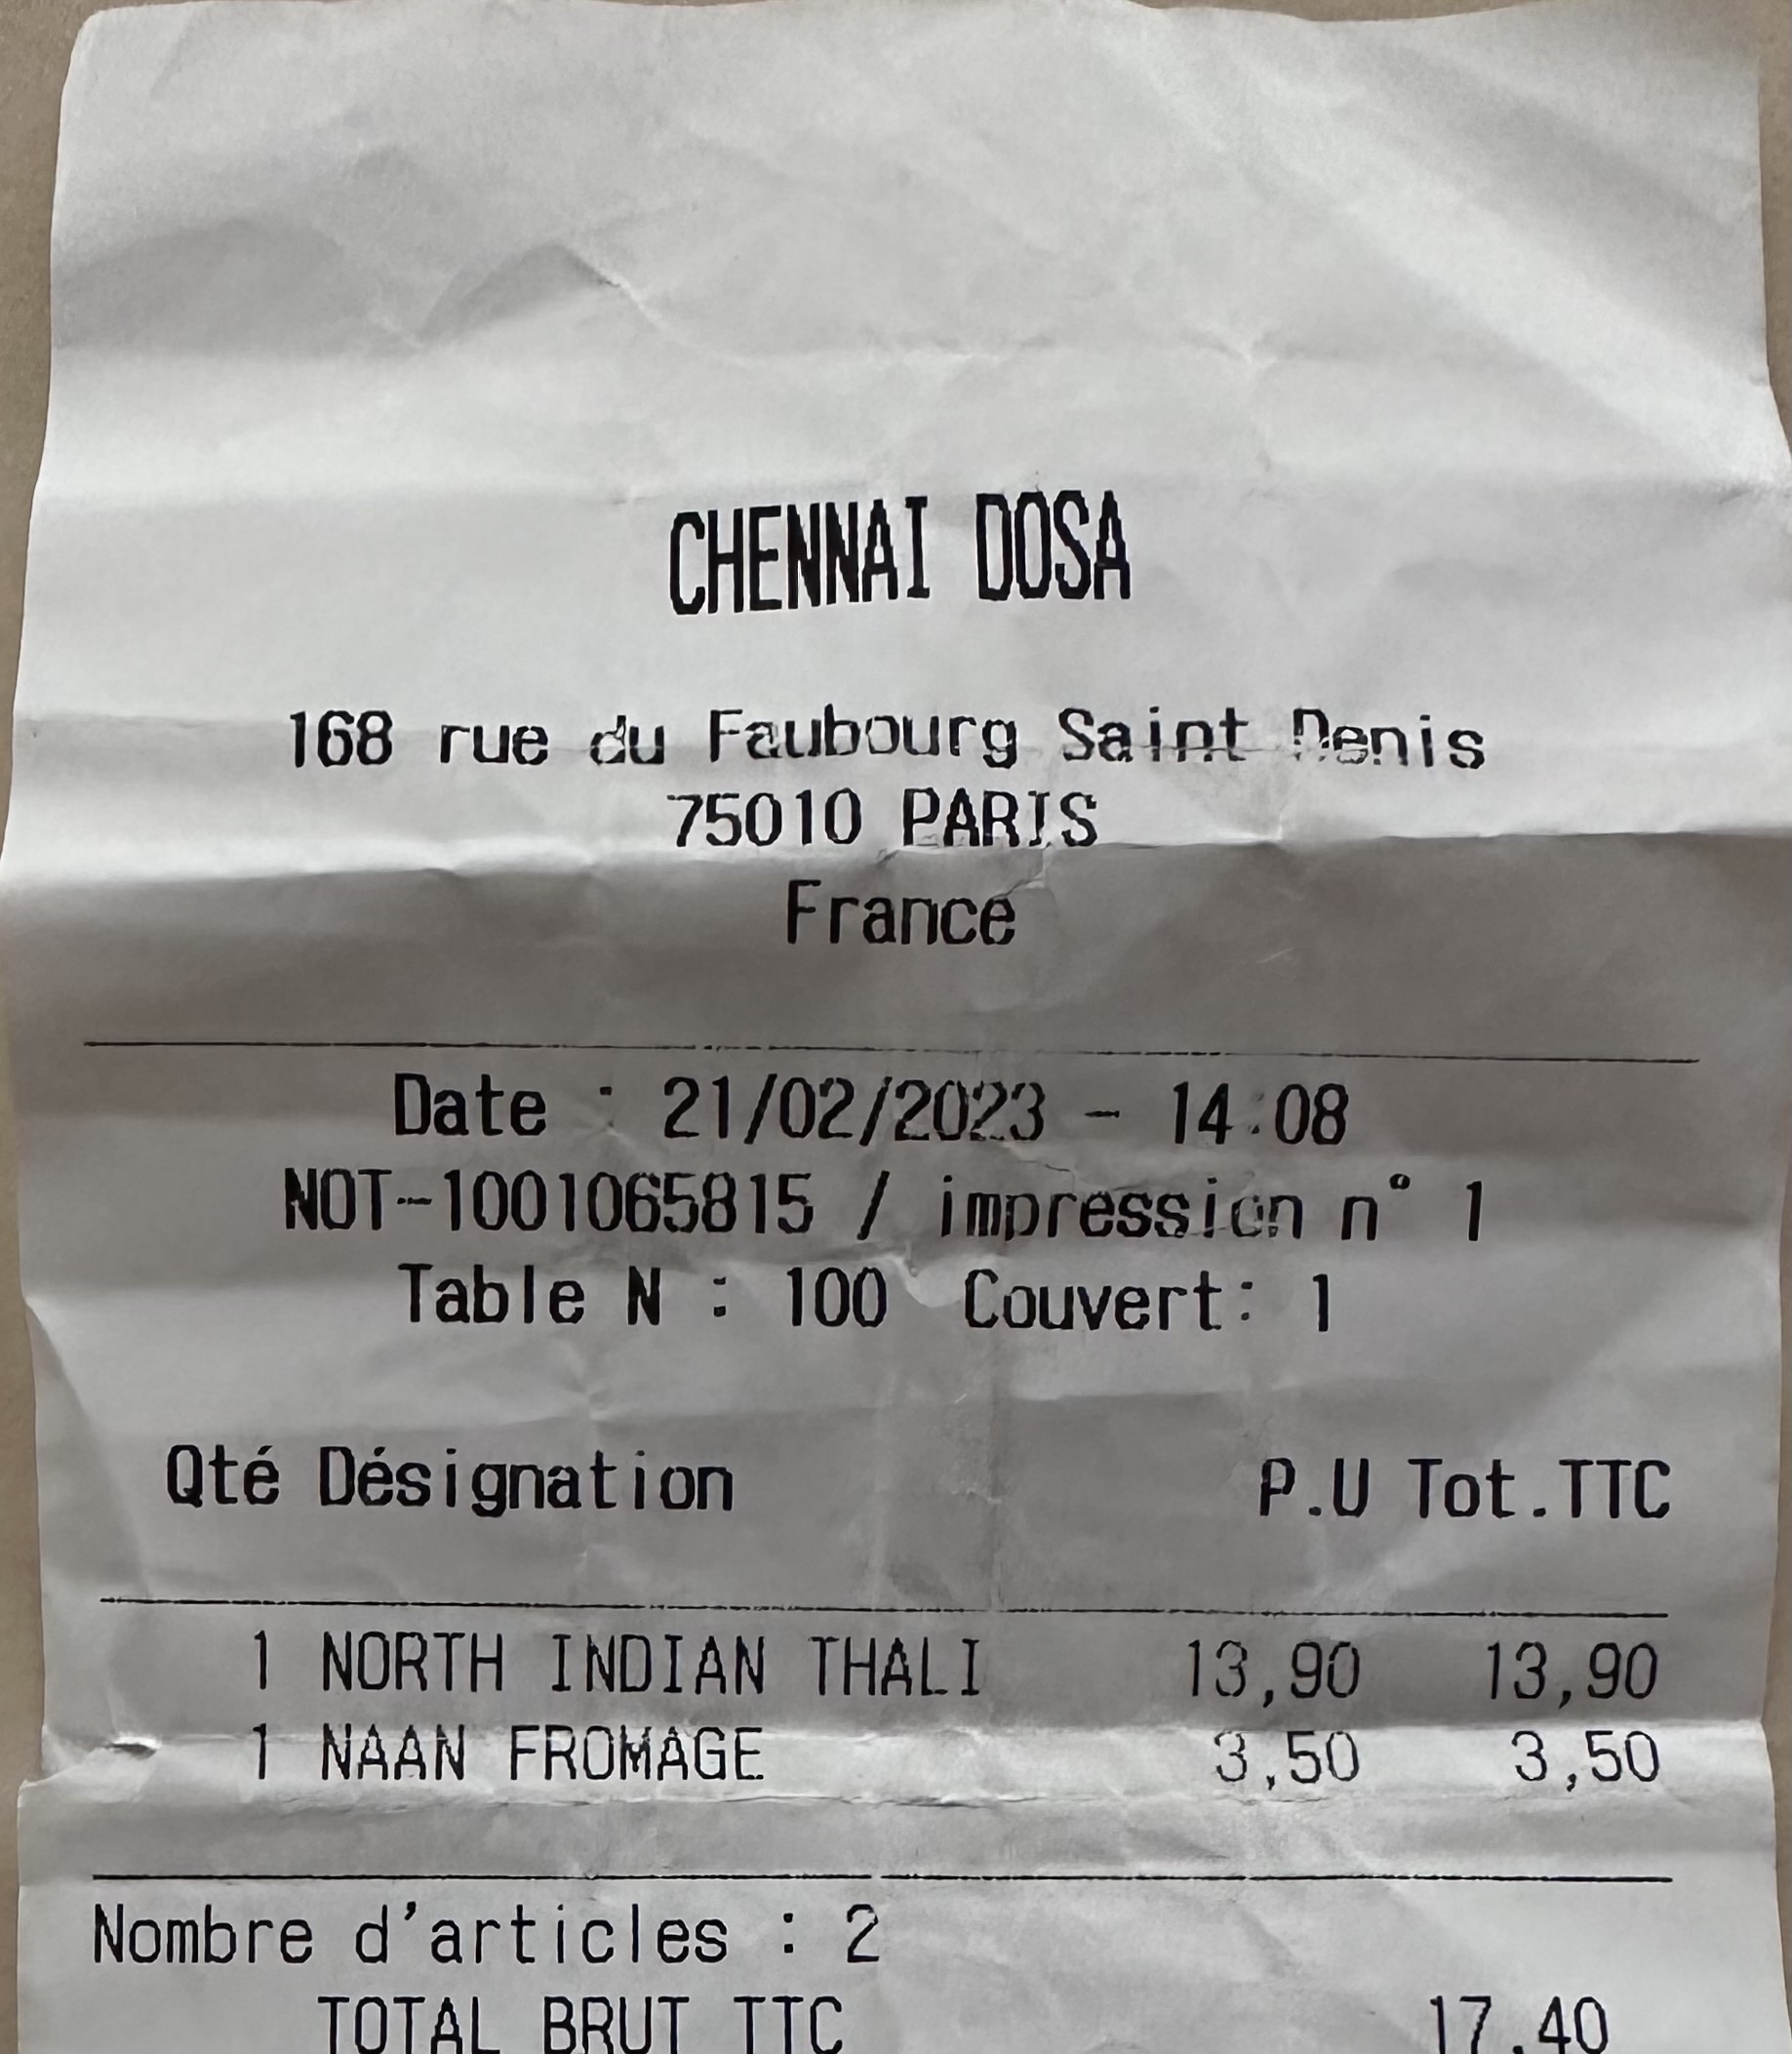 CHENNAI DOSA
168 rue du Faubourg Saint Denis
75010 PARIS
France
Date : 21/02/2023 - 14:08
NOT-1001065815 / impression n° 1
Table N : 100 Couvert: 1
Qté Désignation P.U Tot.TTC
1 NORTH INDIAN THALI 13,90 13,90
1 NAAN FROMAGE 3,50 3,50
Nombre d'articles : 2
TOTAL BRUT TTC 17,40